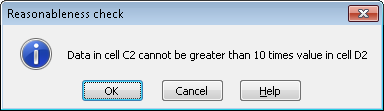 Reasonableness check
Data in cell C2 cannot be greater than 10 times value in cell D2
OK Cancel Help